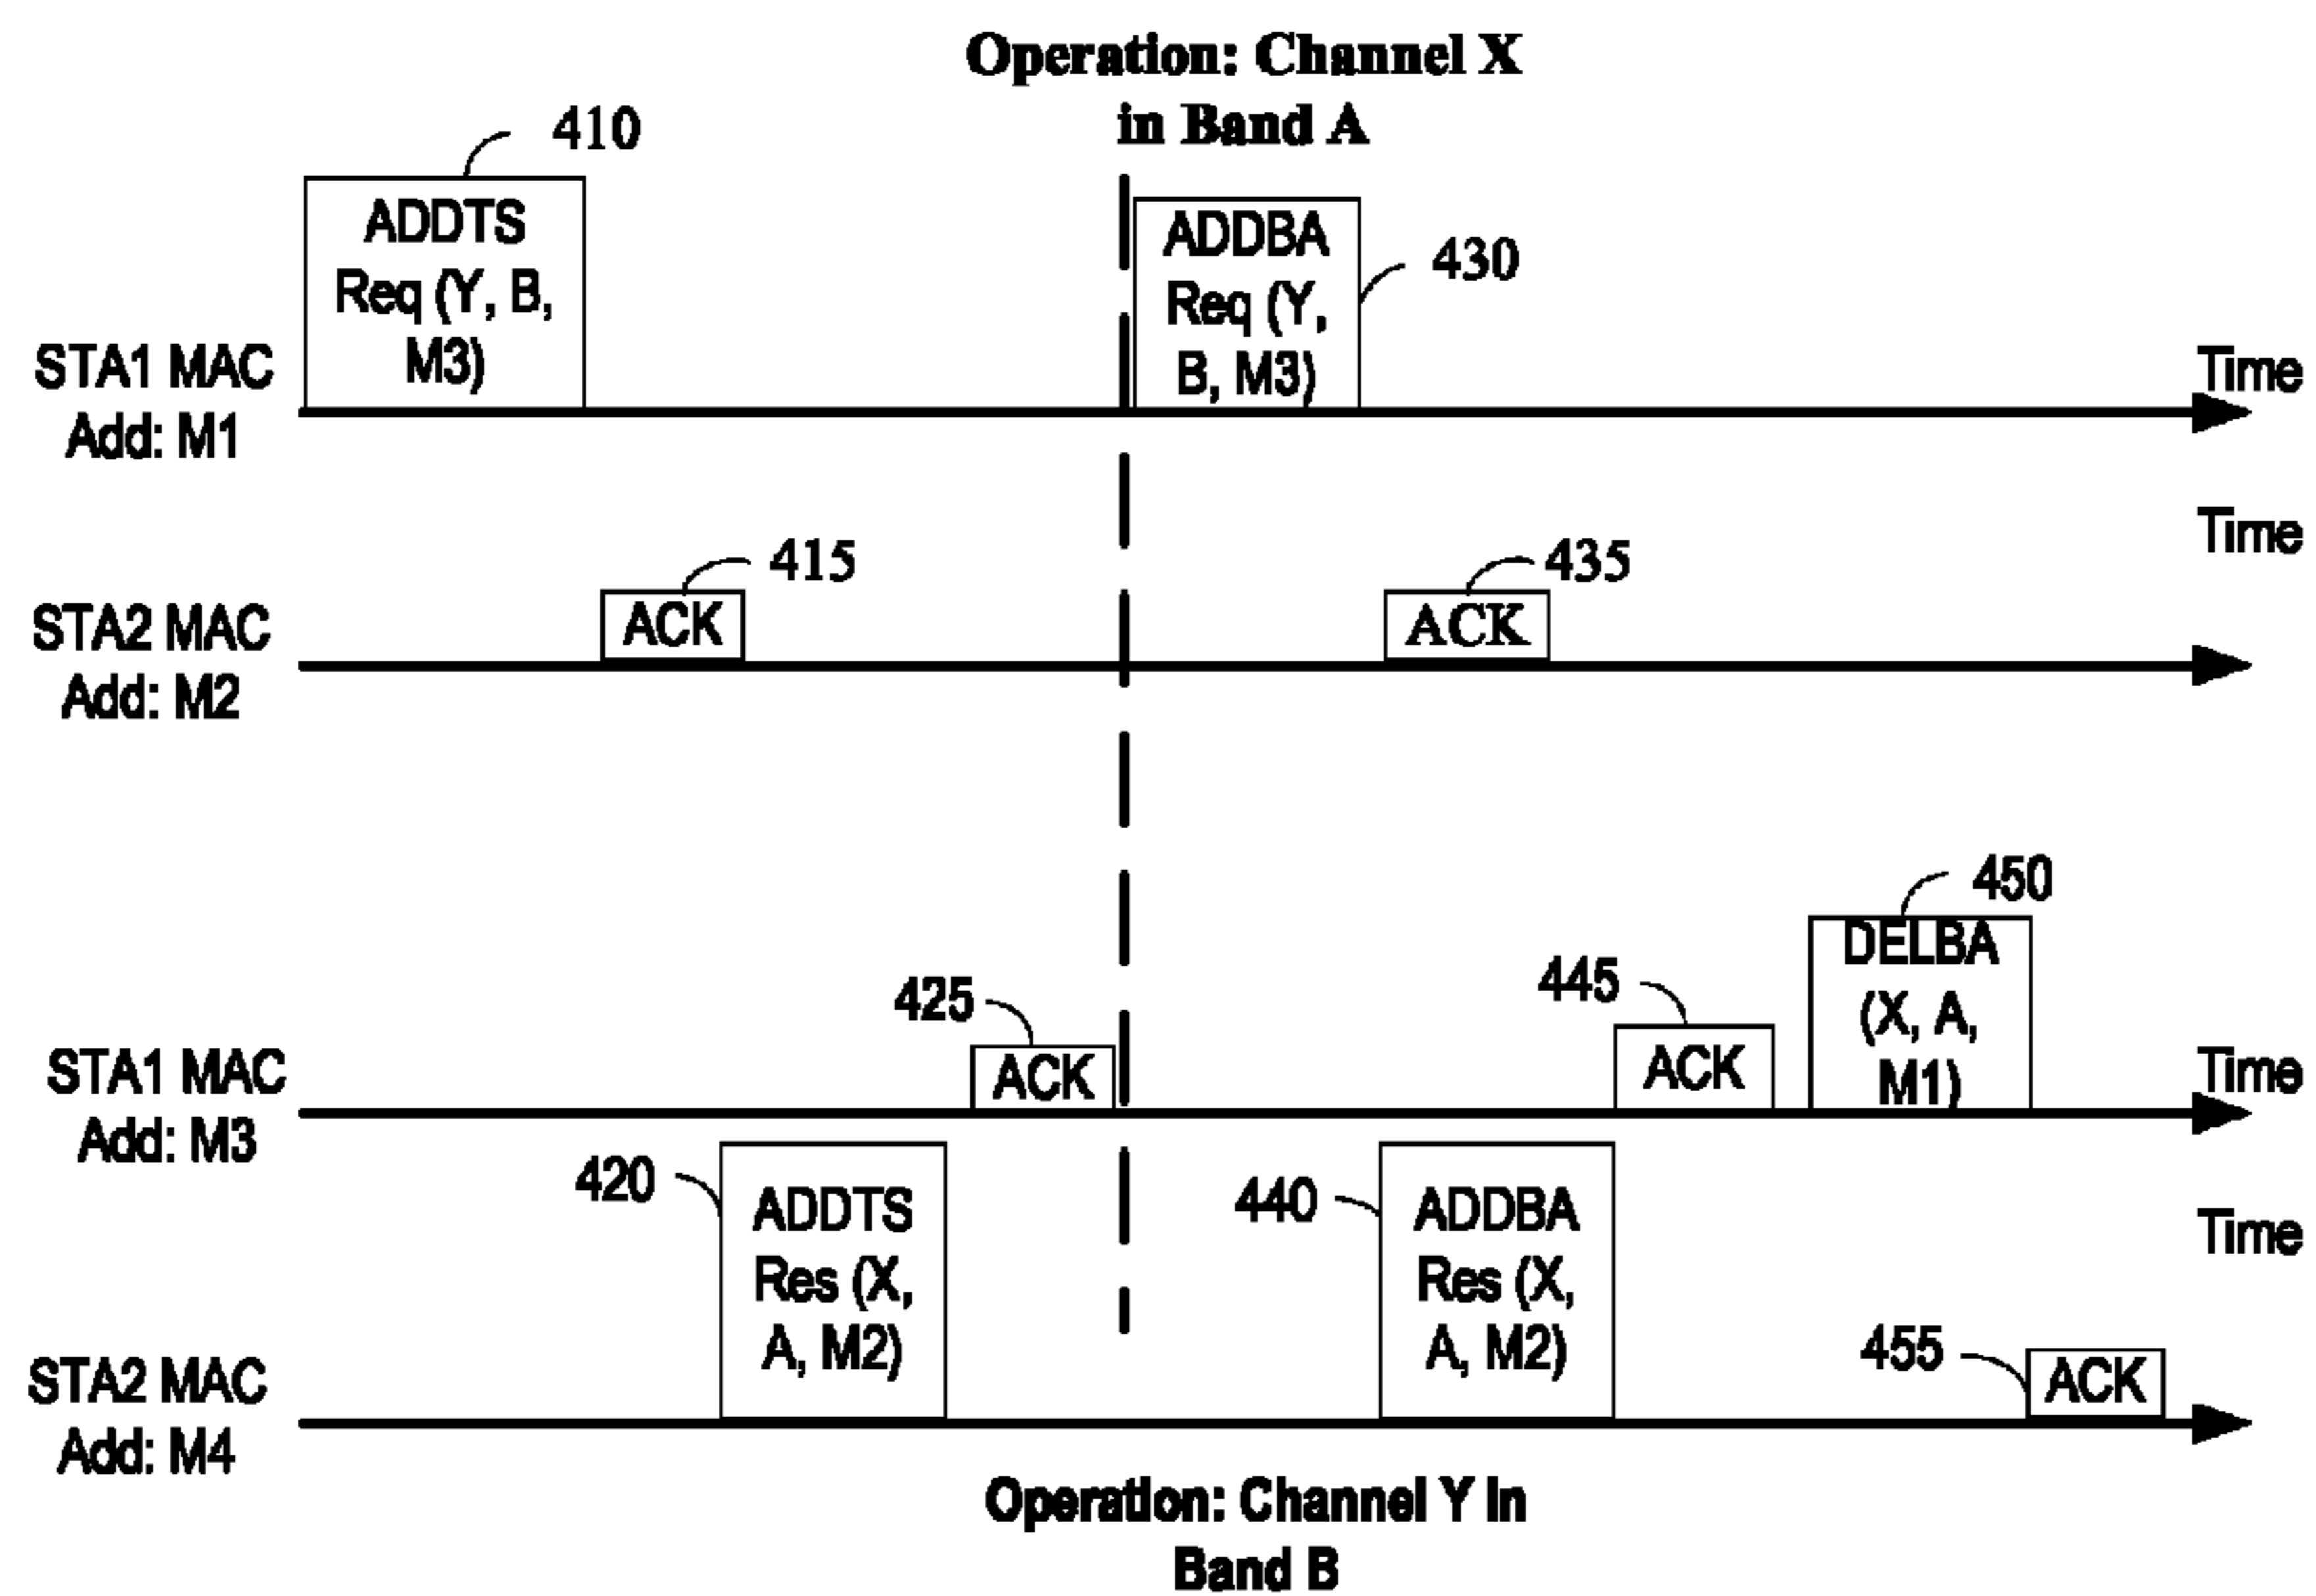 Operation: Channel X
in Band A
410
ADDTS
Req (Y, B,
M3)
ADDBA
Req (Y,
B, M3)
430
STA1 MAC
Add: M1
Time
Time
415
ACK
435
ACK
STA2 MAC
Add: M2
450
DELBA
(X, A,
M1)
425
ACK
445
ACK
STA1 MAC
Add: M3
Time
420
ADDTS
Res (X,
A, M2)
440
ADDBA
Res (X,
A, M2)
Time
455
ACK
STA2 MAC
Add: M4
Operation: Channel Y In
Band B